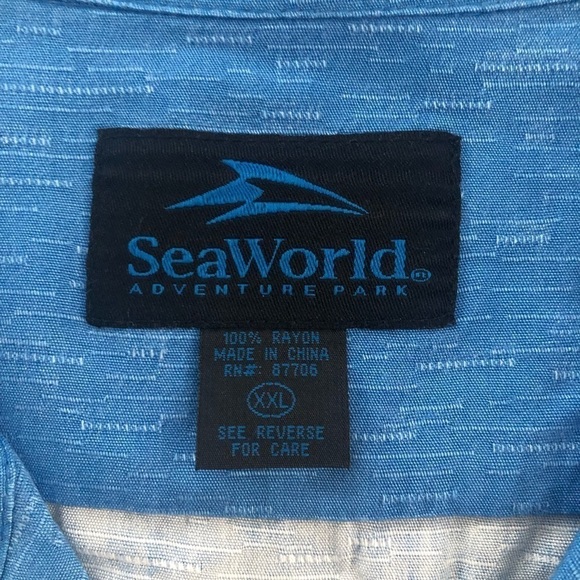 SeaWorld®
ADVENTURE PARK
100% RAYON
MADE IN CHINA
RN#: 87706
XXL
SEE REVERSE
FOR CARE